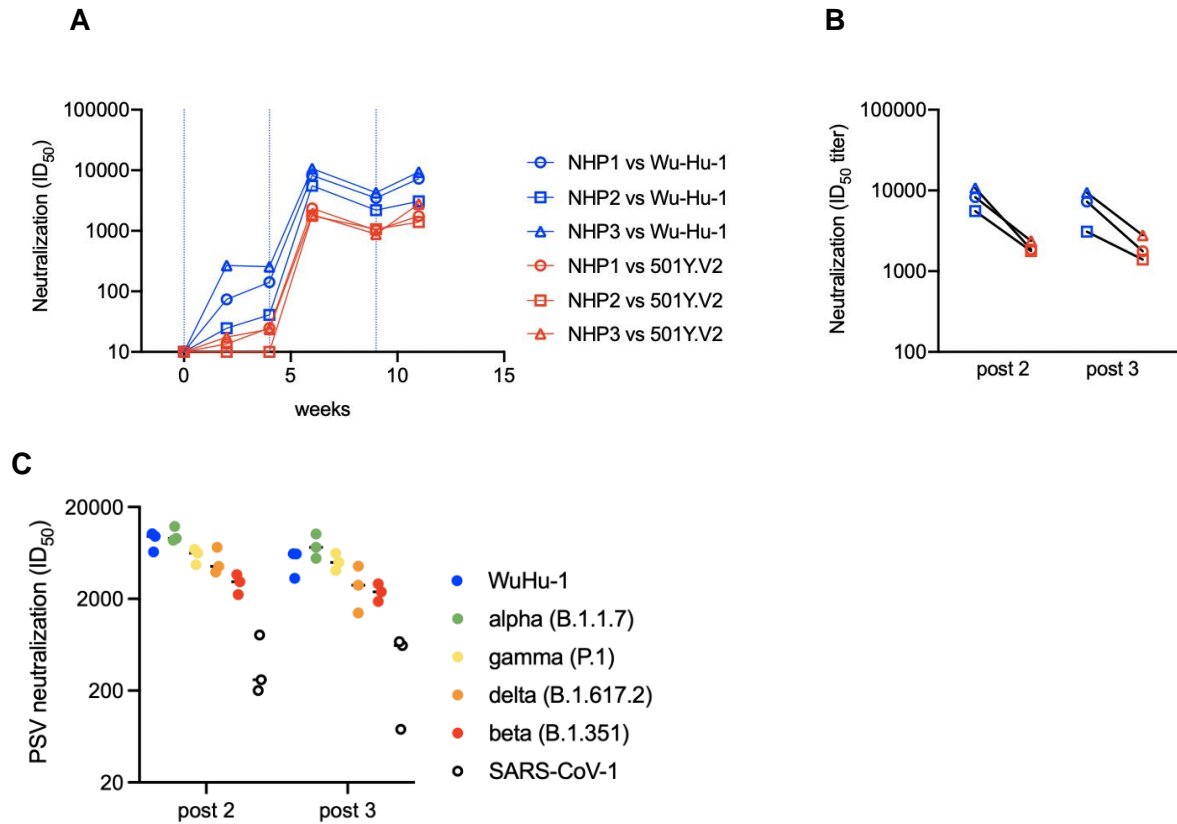 A
Neutralization (ID50)
100000
10000
1000
100
10
0
5
10
15
weeks
NHP1 vs Wu-Hu-1
NHP2 vs Wu-Hu-1
NHP3 vs Wu-Hu-1
NHP1 vs 501Y.V2
NHP2 vs 501Y.V2
NHP3 vs 501Y.V2
B
Neutralization (ID50 titer)
100000
10000
1000
100
post 2
post 3
C
PSV neutralization (ID50)
20000
2000
200
20
post 2
post 3
WuHu-1
alpha (B.1.1.7)
gamma (P.1)
delta (B.1.617.2)
beta (B.1.351)
SARS-CoV-1